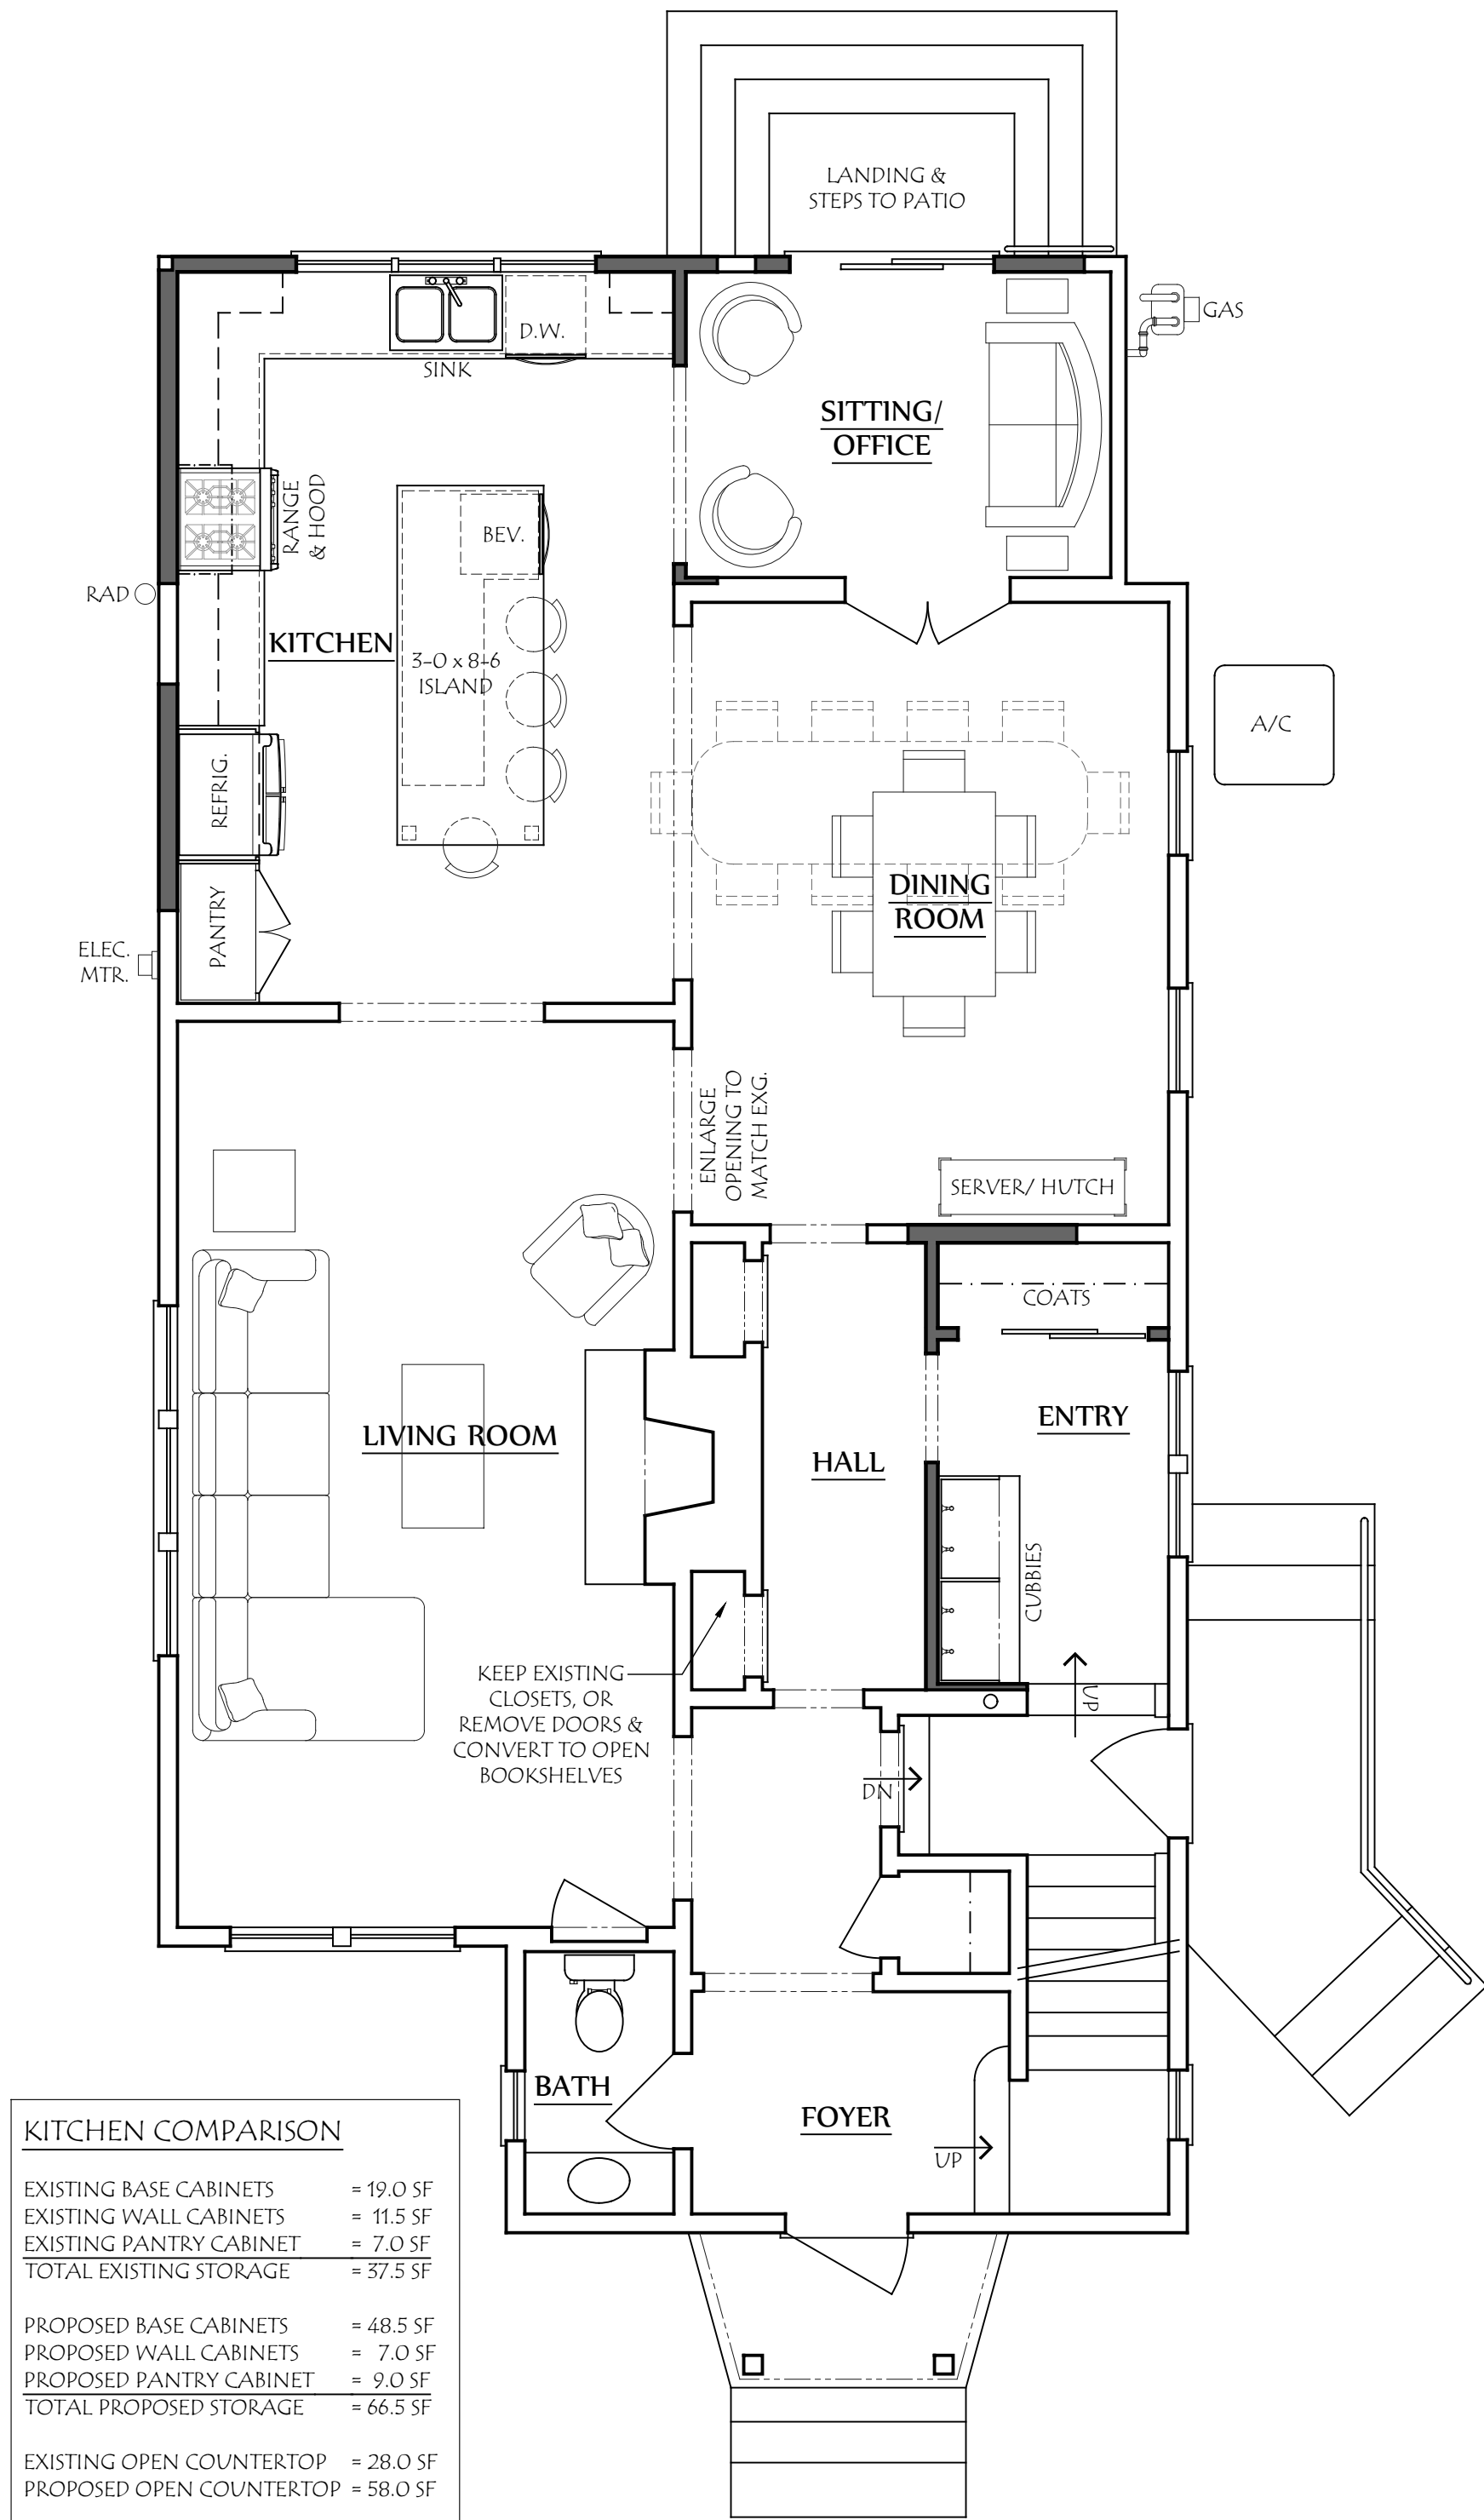 LANDING &
STEPS TO PATIO
GAS
D.W.
SINK
SITTING/
OFFICE
RANGE
& HOOD
BEV.
RAD
KITCHEN
3-0 x 8-6
ISLAND
A/C
REFRIG.
DINING
ROOM
PANTRY
ELEC.
MTR.
ENLARGE
OPENING TO
MATCH EXG.
SERVER/ HUTCH
COATS
ENTRY
LIVING ROOM
HALL
CUBBIES
KEEP EXISTING
CLOSETS, OR
REMOVE DOORS &
CONVERT TO OPEN
BOOKSHELVES
UP
DN
BATH
FOYER
UP
KITCHEN COMPARISON
EXISTING BASE CABINETS = 19.0 SF
EXISTING WALL CABINETS = 11.5 SF
EXISTING PANTRY CABINET = 7.0 SF
TOTAL EXISTING STORAGE = 37.5 SF
PROPOSED BASE CABINETS = 48.5 SF
PROPOSED WALL CABINETS = 7.0 SF
PROPOSED PANTRY CABINET = 9.0 SF
TOTAL PROPOSED STORAGE = 66.5 SF
EXISTING OPEN COUNTERTOP = 28.0 SF
PROPOSED OPEN COUNTERTOP = 58.0 SF